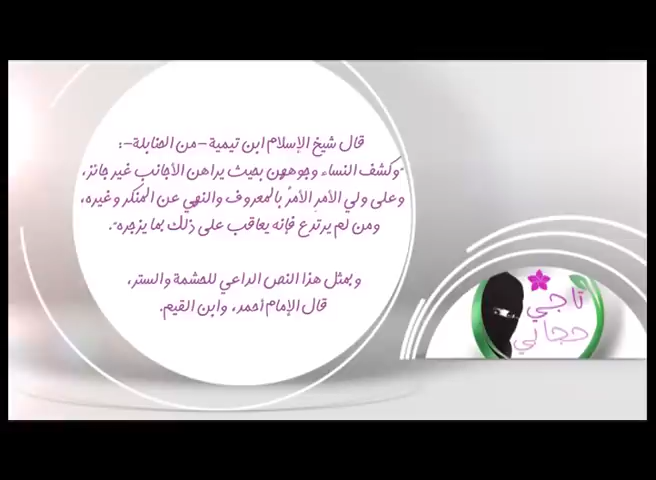 قال شيخ الإسلام ابن تيمية -من الحنابلة-:
"وكشف النساء وجوههن بحيث يراهن الأجانب غير جائز،
وعلى ولي الأمرِ الأمرُ بالمعروف والنهي عن المنكر وغيره،
ومن لم يرتدع فإنه يعاقب على ذلك بما يزجره".
وبمثل هذا النص الداعي للحشمة والستر،
قال الإمام أحمد، وابن القيم.
تاجي
حجابي